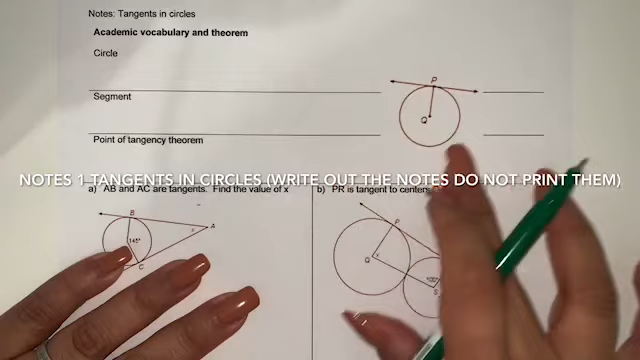 Notes: Tangents in circles
Academic vocabulary and theorem
Circle
P
Q
Segment
Point of tangency theorem
NOTES 1 TANGENTS IN CIRCLES (WRITE OUT THE NOTES DO NOT PRINT THEM)
a) AB and AC are tangents. Find the value of x
b) PR is tangent to
B
A
x
145°
C
P
Q
x
S